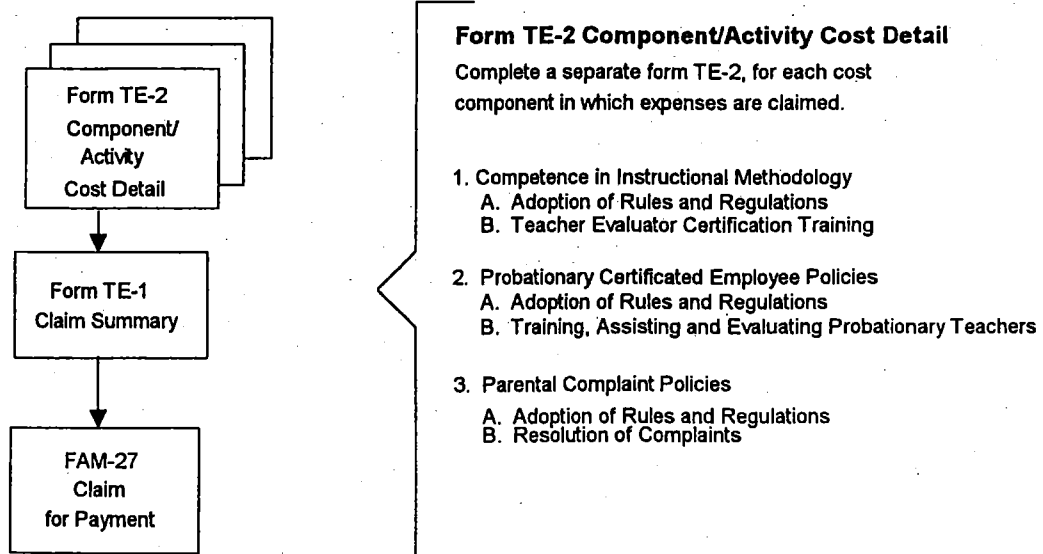 Form TE-2
Component/
Activity
Cost Detail
Form TE-1
Claim Summary
FAM-27
Claim
for Payment
Form TE-2 Component/Activity Cost Detail
Complete a separate form TE-2, for each cost
component in which expenses are claimed.
1. Competence in Instructional Methodology
A. Adoption of Rules and Regulations
B. Teacher Evaluator Certification Training
2. Probationary Certificated Employee Policies
A. Adoption of Rules and Regulations
B. Training, Assisting and Evaluating Probationary Teachers
3. Parental Complaint Policies
A. Adoption of Rules and Regulations
B. Resolution of Complaints